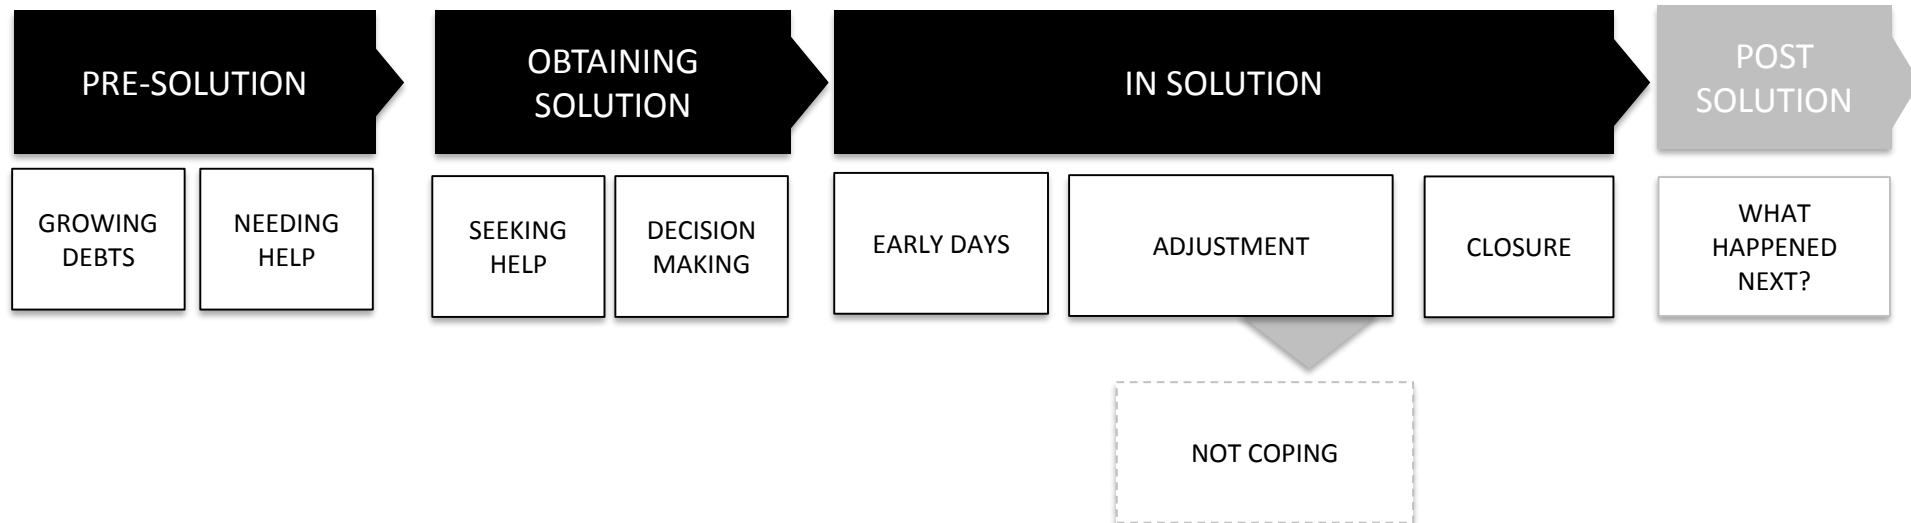 PRE-SOLUTION
OBTAINING
SOLUTION
IN SOLUTION
POST
SOLUTION
GROWING
DEBTS
NEEDING
HELP
SEEKING
HELP
DECISION
MAKING
EARLY DAYS
ADJUSTMENT
CLOSURE
WHAT
HAPPENED
NEXT?
NOT COPING